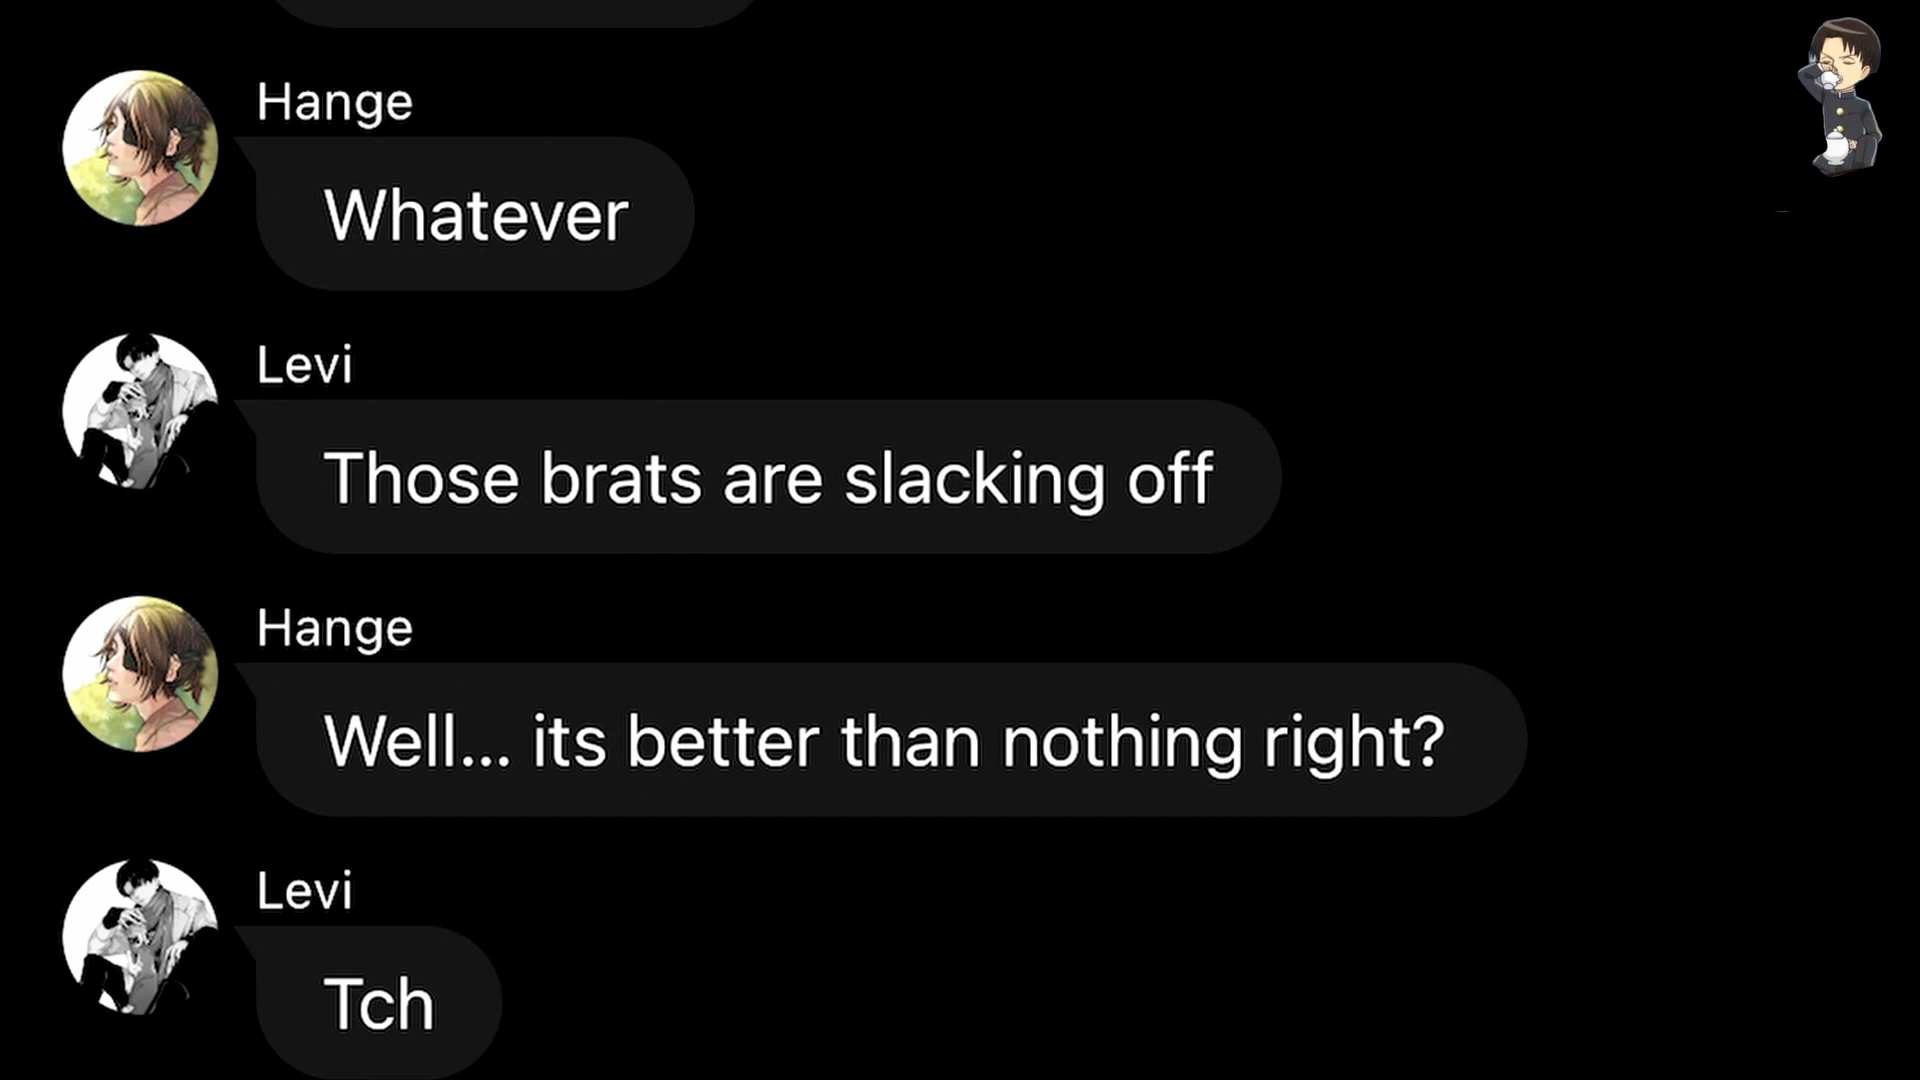 Hange
Whatever
Levi
Those brats are slacking off
Hange
Well... its better than nothing right?
Levi
Tch